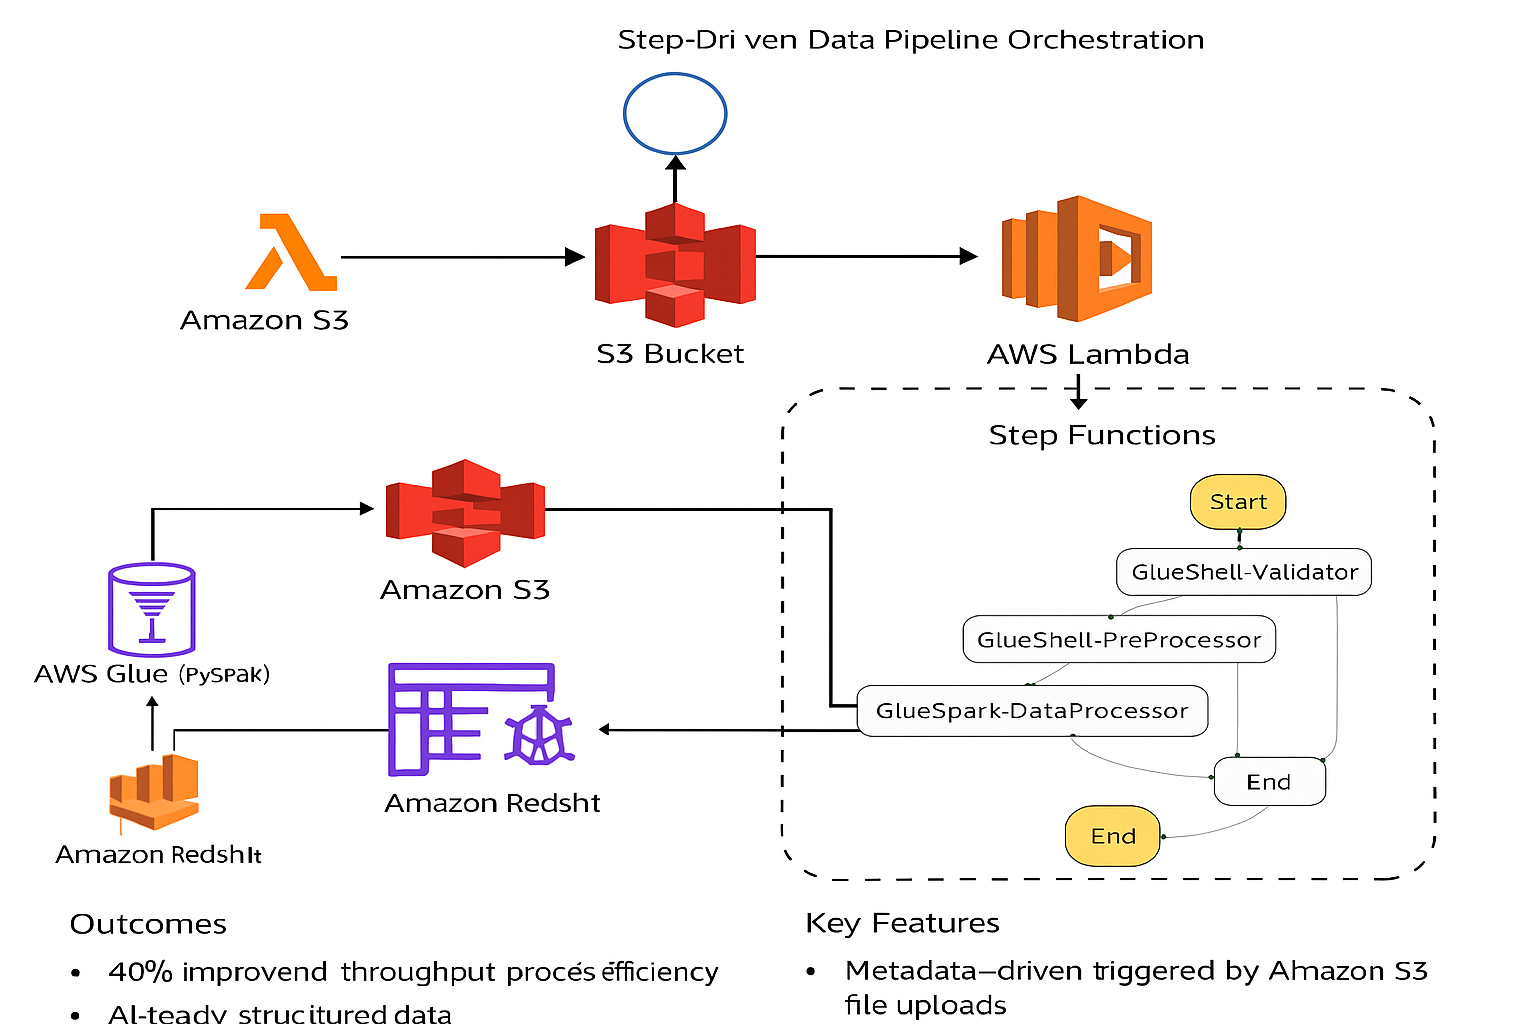 Step-Dri ven Data Pipeline Orchestration
Amazon S3
S3 Bucket
AWS Lambda
Step Functions
Start
GlueShell-Validator
GlueShell-PreProcessor
GlueSpark-DataProcessor
End
End
Amazon S3
AWS Glue (PySPak)
Amazon Redsht
Amazon RedshIt
Outcomes
• 40% improvend throughput procés éfficiency
• Al-teady strucitured data
Key Features
• Metadata—driven triggered by Amazon S3
file uploads